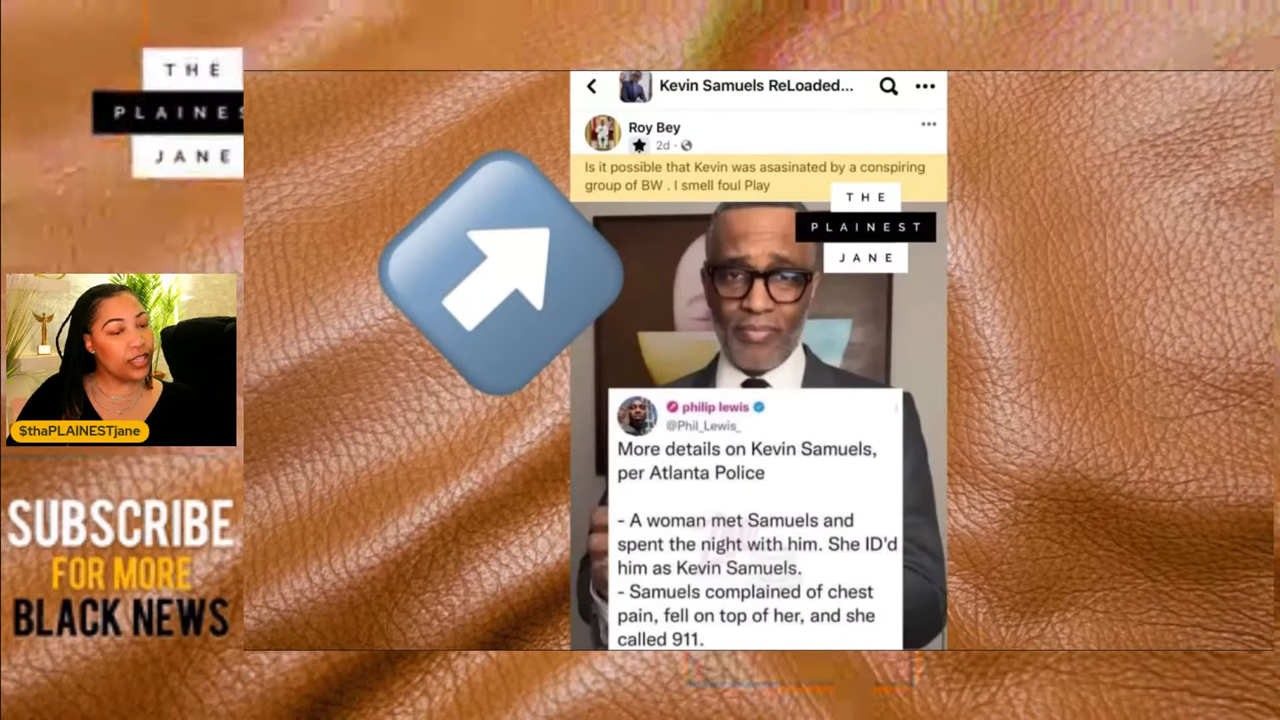 THE
PLAINES
JANE
$thaPLAINESTjane
SUBSCRIBE
FOR MORE
BLACK NEWS
Kevin Samuels ReLoaded...
Roy Bey
2d ·
Is it possible that Kevin was asasinated by a conspiring
group of BW . I smell foul Play
THE
PLAINEST
JANE
philip lewis
@Phil_Lewis_
More details on Kevin Samuels,
per Atlanta Police
- A woman met Samuels and
spent the night with him. She ID'd
him as Kevin Samuels.
- Samuels complained of chest
pain, fell on top of her, and she
called 911.